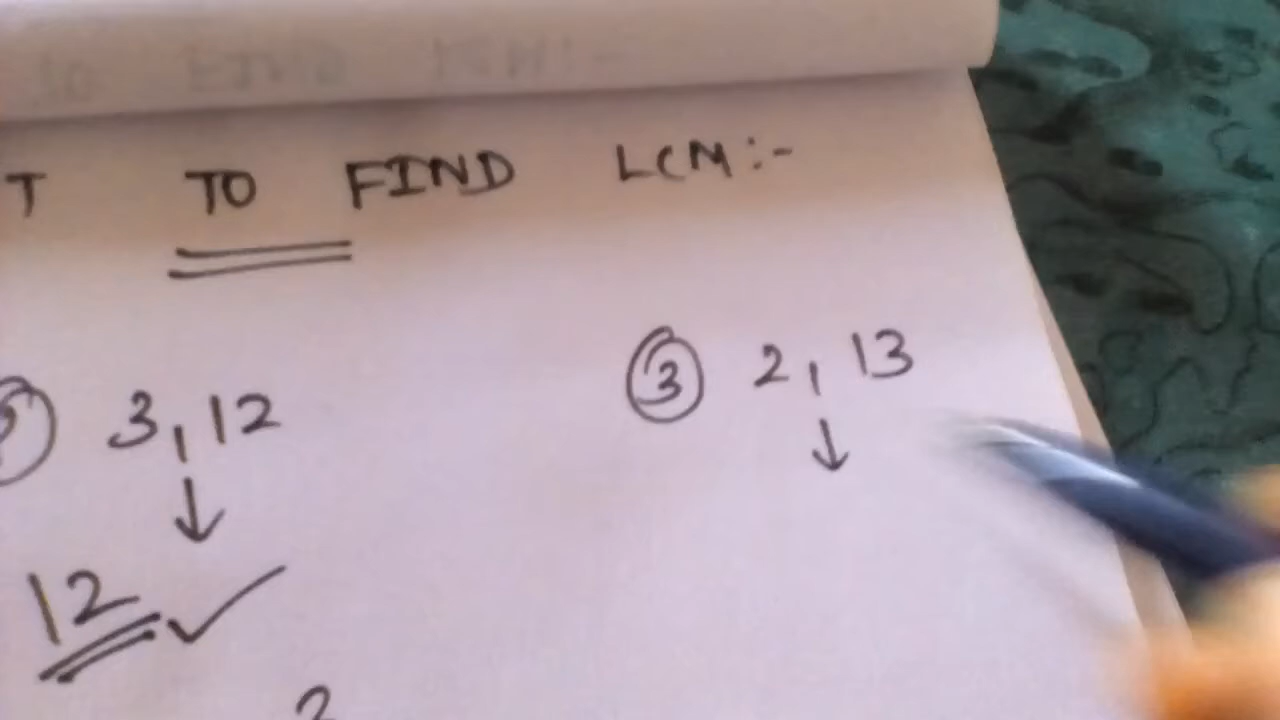 T TO FIND LCM:-
3, 12
③ 2, 13
↓
↓
12 ✓